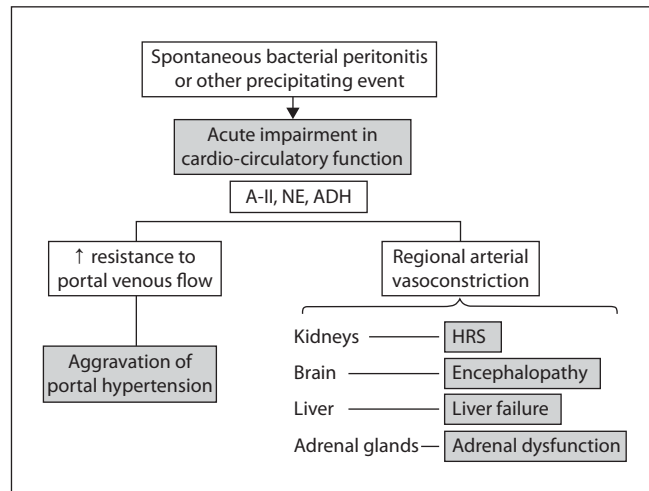 Spontaneous bacterial peritonitis
or other precipitating event
Acute impairment in
cardio-circulatory function
A-II, NE, ADH
↑ resistance to
portal venous flow
Regional arterial
vasoconstriction
Aggravation of
portal hypertension
Kidneys HRS
Brain Encephalopathy
Liver Liver failure
Adrenal glands Adrenal dysfunction